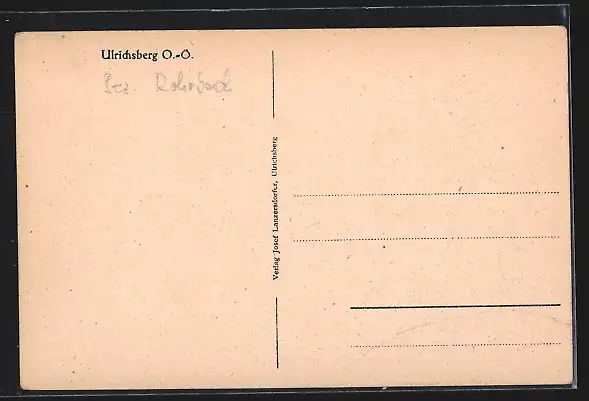 Ulrichsberg O.-Ö.
Bez. Rohrbach
Verlag Josef Lanzersdorfer, Ulrichsberg